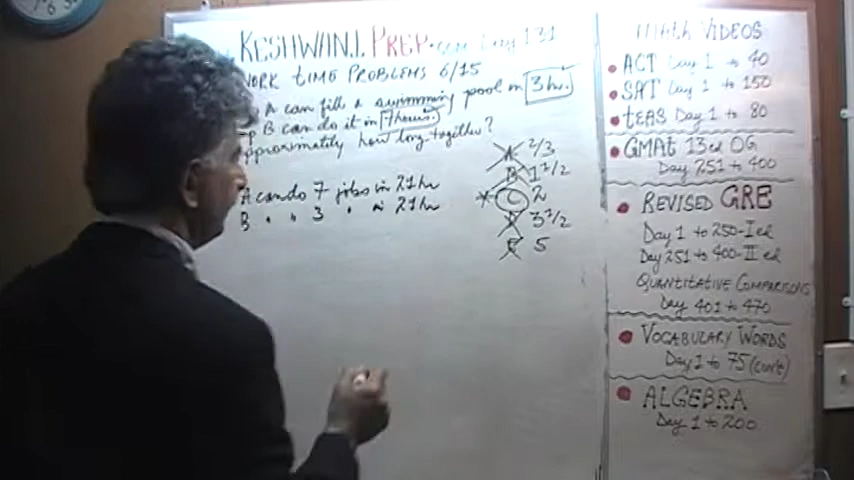 KESHWANI PREP.com Day 131
WORK TIME PROBLEMS 6/15
A can fill a swimming pool in 3 hr.
B can do it in 7 hours.
approximately how long together?
A 2/3
B 1 1/2
* C 2
D 3 1/2
E 5
A can do 7 jobs in 21 hr
B " " 3 " in 21 hr
MATH VIDEOS
ACT Day 1 to 40
SAT Day 1 to 150
TEAS Day 1 to 80
GMAT 13 ed OG
Day 251 to 400
REVISED GRE
Day 1 to 250-I ed
Day 251 to 400-II ed
QUANTITATIVE COMPARISONS
Day 401 to 470
VOCABULARY WORDS
Day 1 to 75 (con't)
ALGEBRA
Day 1 to 200